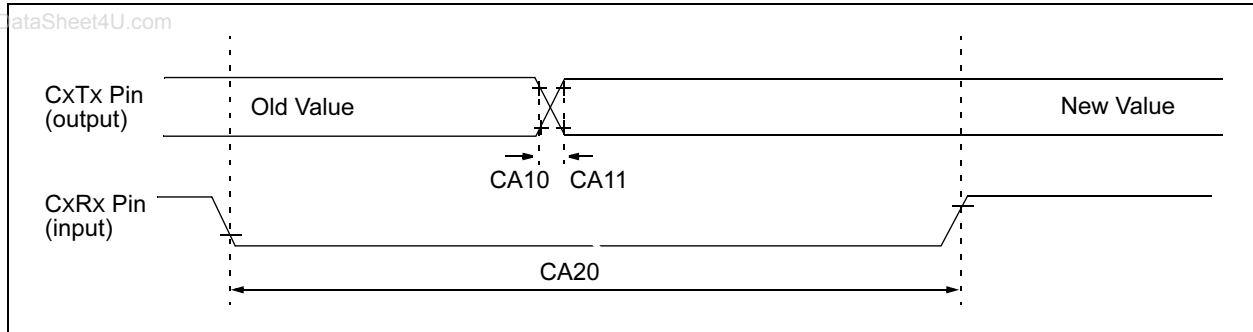 DataSheet4U.com
CxTx Pin
(output)
Old Value
New Value
CA10 CA11
CxRx Pin
(input)
CA20